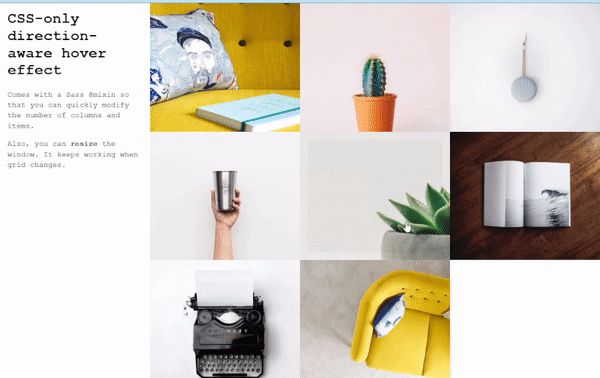 CSS-only
direction-
aware hover
effect
Comes with a Sass @mixin so
that you can quickly modify
the number of columns and
items.
Also, you can resize the
window. It keeps working when
grid changes.